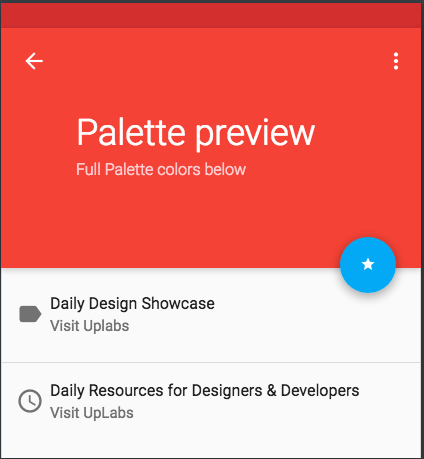 Palette preview
Full Palette colors below
Daily Design Showcase
Visit Uplabs
Daily Resources for Designers & Developers
Visit UpLabs